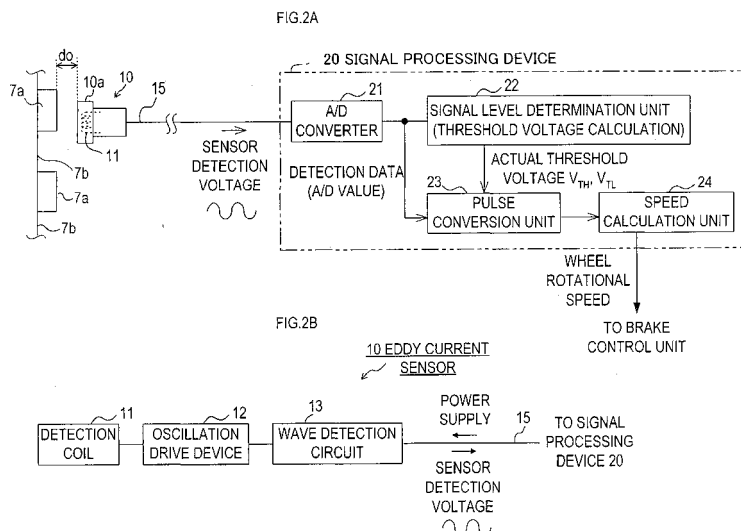 FIG.2A
do
10a
10
7a
15
11
7b
7a
7b
SENSOR
DETECTION
VOLTAGE
20 SIGNAL PROCESSING DEVICE
21
A/D
CONVERTER
22
SIGNAL LEVEL DETERMINATION UNIT
(THRESHOLD VOLTAGE CALCULATION)
DETECTION DATA
(A/D VALUE)
ACTUAL THRESHOLD
VOLTAGE VTH, VTL
23
PULSE
CONVERSION UNIT
24
SPEED
CALCULATION UNIT
WHEEL
ROTATIONAL
SPEED
TO BRAKE
CONTROL UNIT
FIG.2B
10 EDDY CURRENT
SENSOR
11
DETECTION
COIL
12
OSCILLATION
DRIVE DEVICE
13
WAVE DETECTION
CIRCUIT
POWER
SUPPLY
15
SENSOR
DETECTION
VOLTAGE
TO SIGNAL
PROCESSING
DEVICE 20